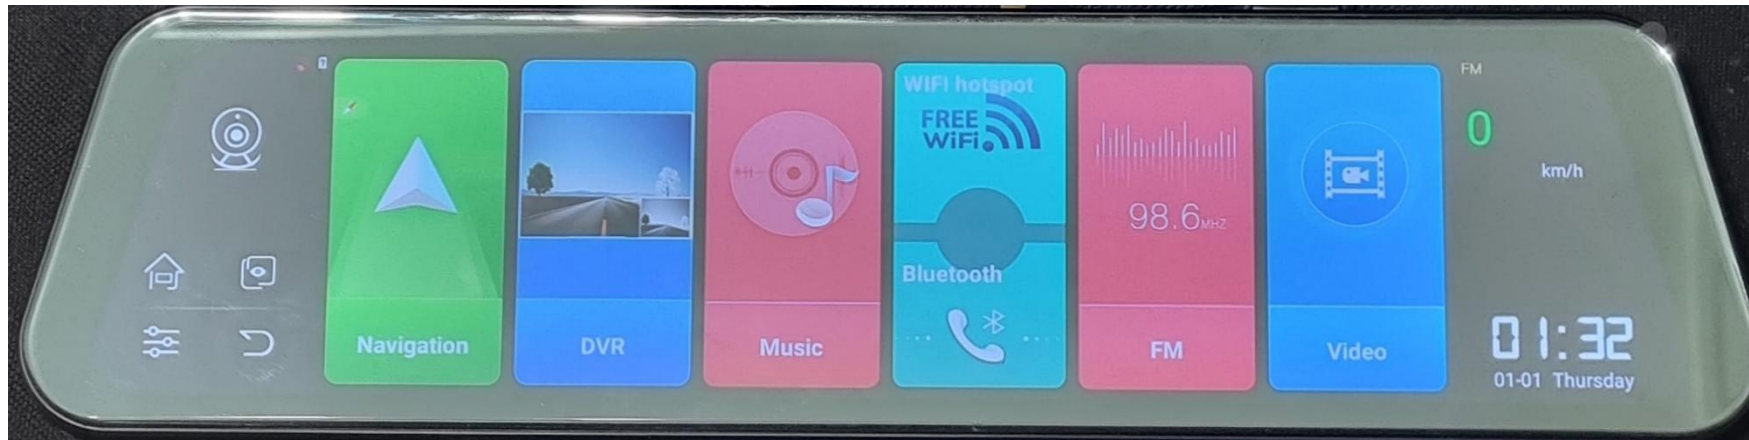 FM
0
km/h
WIFI hotspot
FREE
WiFi
98.6MHZ
Bluetooth
Navigation
DVR
Music
FM
Video
01:32
01-01 Thursday